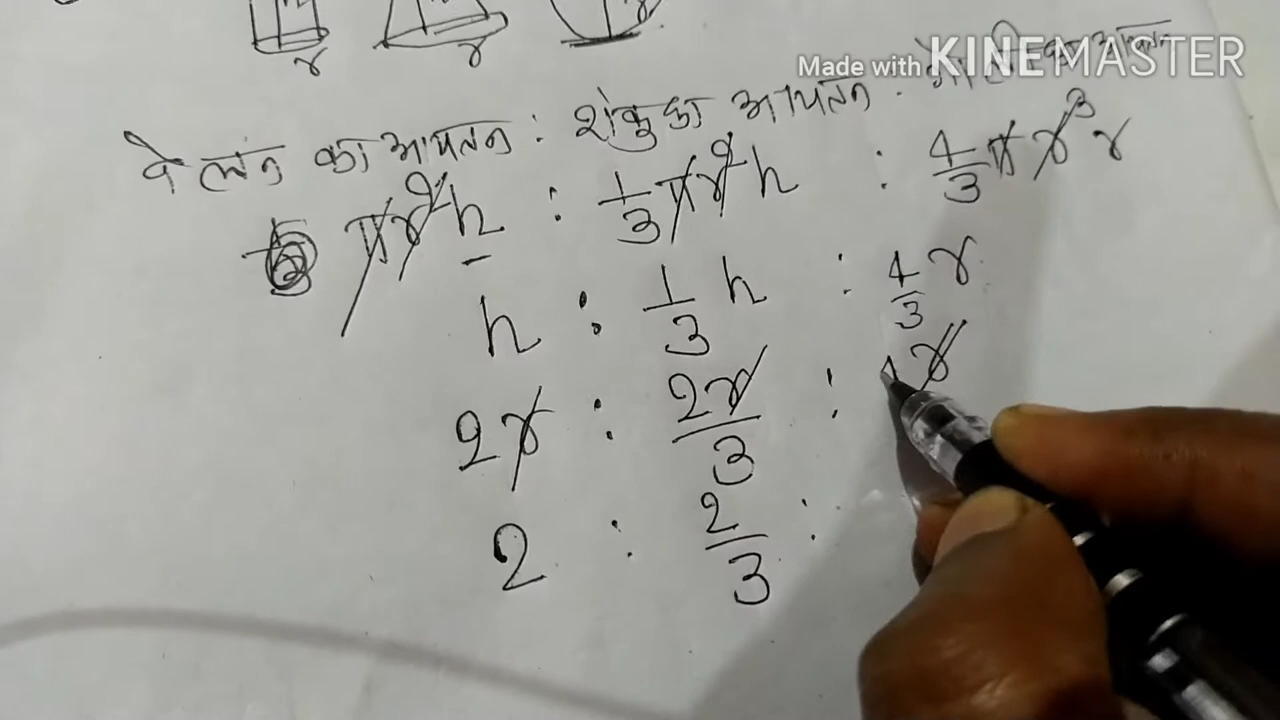 r r r
Made with KINEMASTER
बेलन का आयतन : शंकु का आयतन : गोले का आयतन
πr²h : 1/3 πr²h : 4/3 πr³ r
h : 1/3 h : 4/3 r
2r : 2r/3 : r
2 : 2/3 :